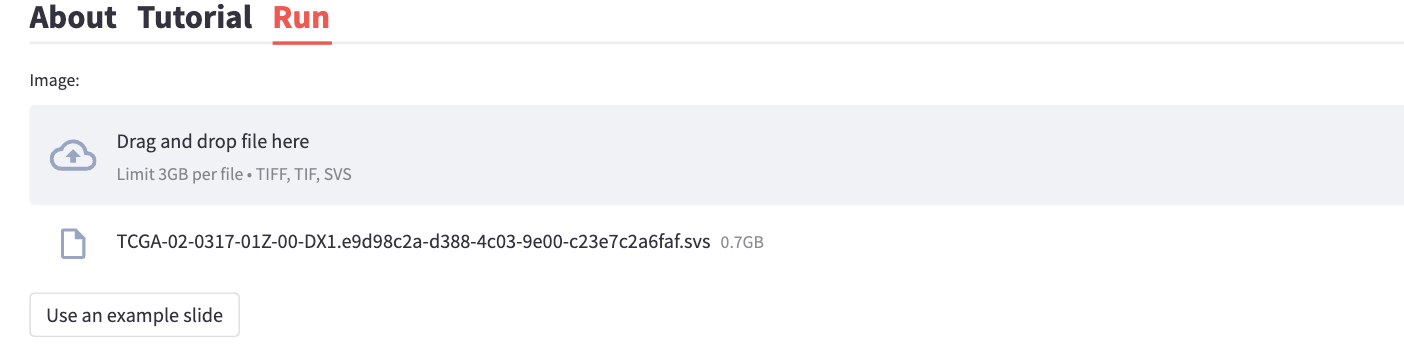 About Tutorial Run
Image:
Drag and drop file here
Limit 3GB per file • TIFF, TIF, SVS
TCGA-02-0317-01Z-00-DX1.e9d98c2a-d388-4c03-9e00-c23e7c2a6faf.svs 0.7GB
Use an example slide